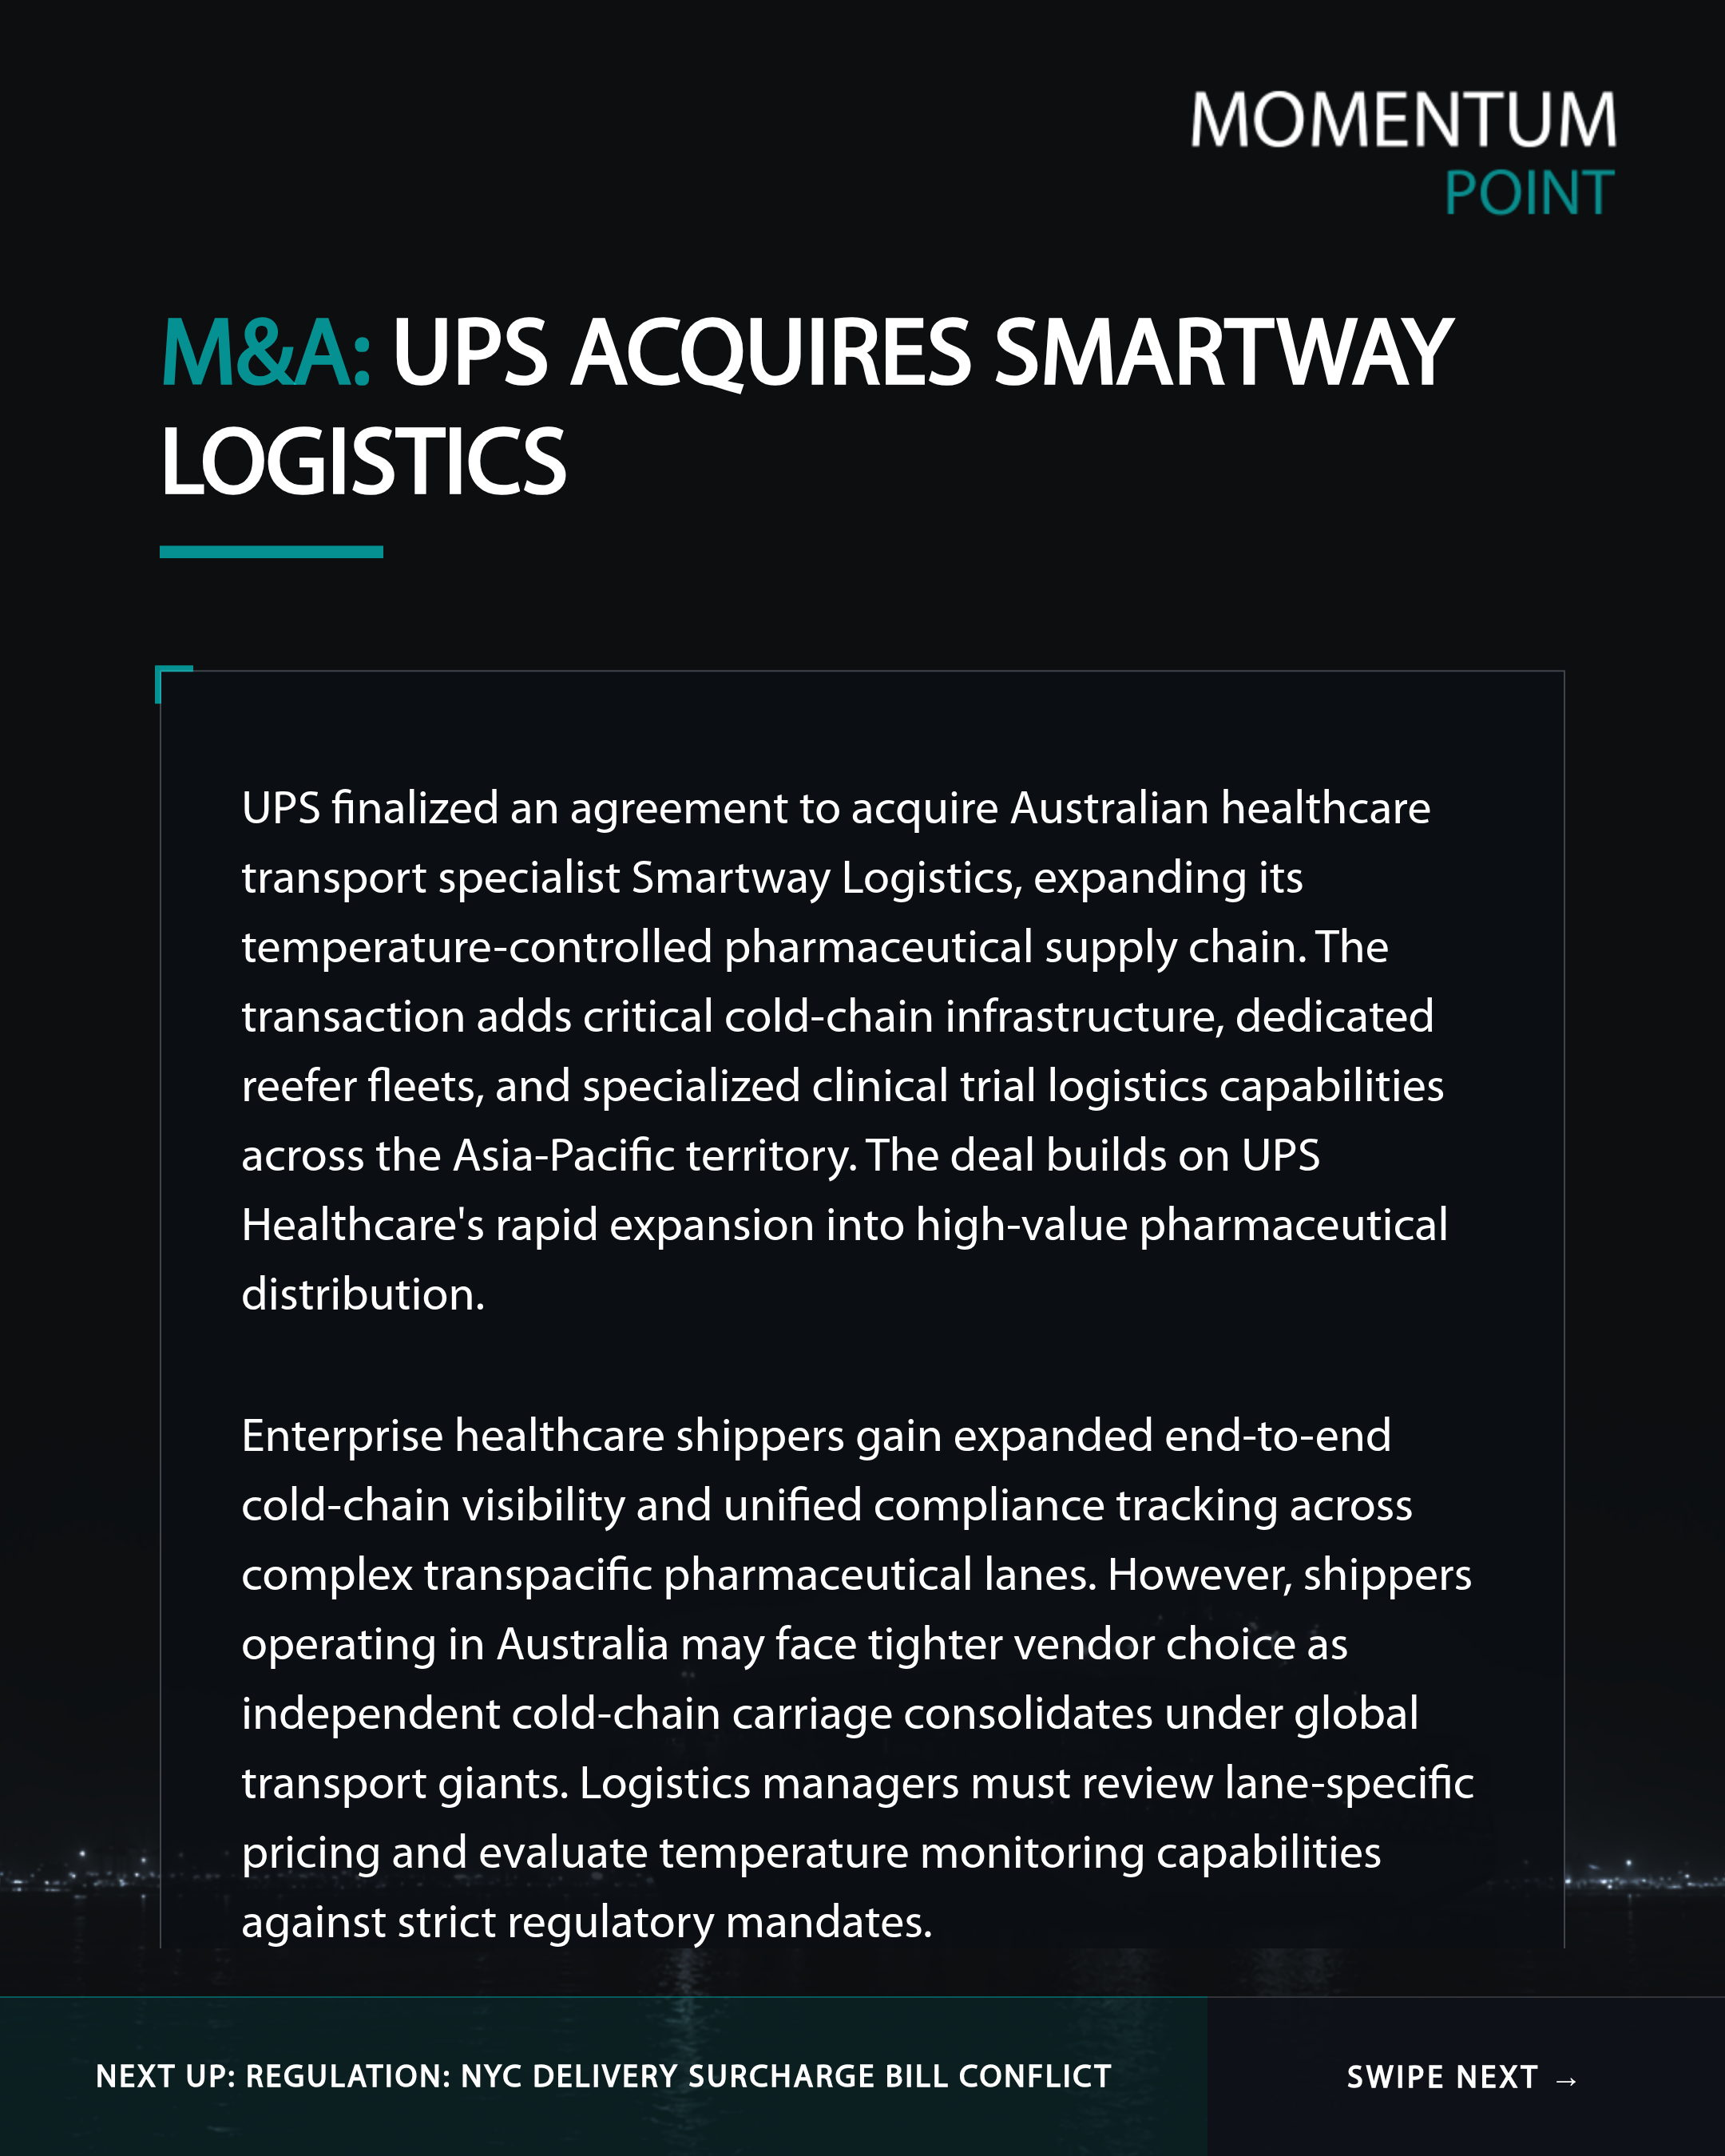 MOMENTUM
POINT
M&A: UPS ACQUIRES SMARTWAY
LOGISTICS
UPS finalized an agreement to acquire Australian healthcare
transport specialist Smartway Logistics, expanding its
temperature-controlled pharmaceutical supply chain. The
transaction adds critical cold-chain infrastructure, dedicated
reefer fleets, and specialized clinical trial logistics capabilities
across the Asia-Pacific territory. The deal builds on UPS
Healthcare's rapid expansion into high-value pharmaceutical
distribution.
Enterprise healthcare shippers gain expanded end-to-end
cold-chain visibility and unified compliance tracking across
complex transpacific pharmaceutical lanes. However, shippers
operating in Australia may face tighter vendor choice as
independent cold-chain carriage consolidates under global
transport giants. Logistics managers must review lane-specific
pricing and evaluate temperature monitoring capabilities
against strict regulatory mandates.
NEXT UP: REGULATION: NYC DELIVERY SURCHARGE BILL CONFLICT
SWIPE NEXT →